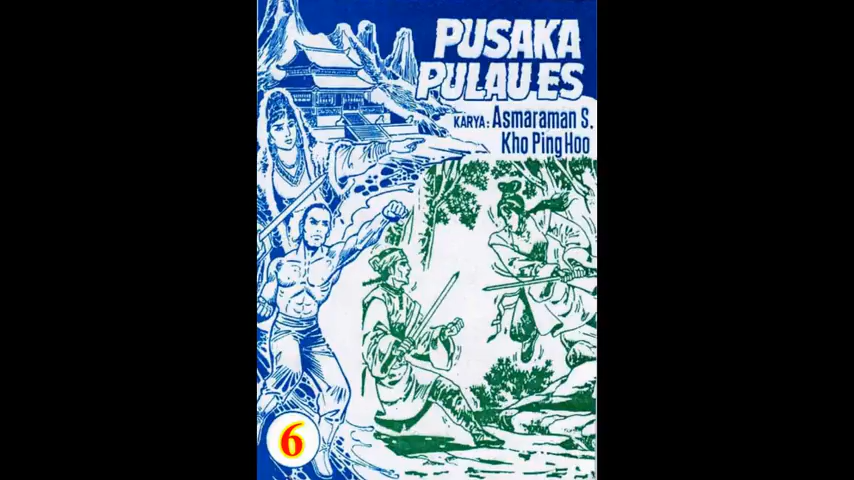 PUSAKA
PULAU ES
KARYA: Asmaraman S.
Kho Ping Hoo
6